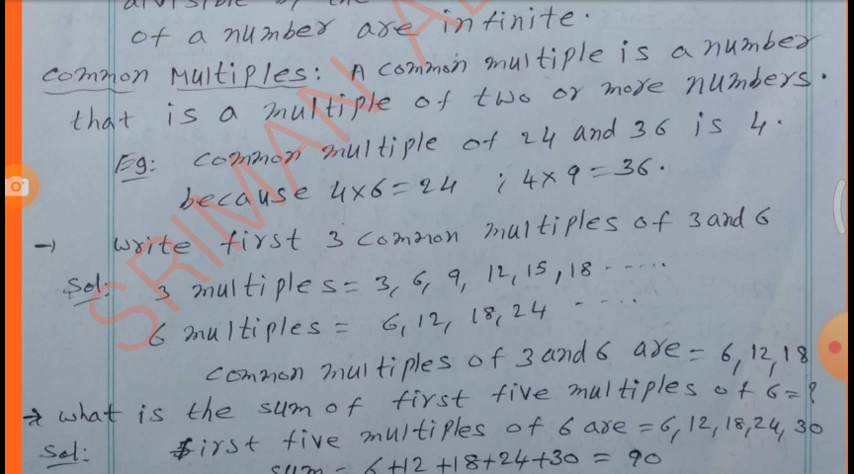 divisible by the
of a number are infinite.
common Multiples: A common multiple is a number
that is a multiple of two or more numbers.
Eg: common multiple of 24 and 36 is 4.
because 4×6=24 ; 4×9=36.
→ write first 3 common multiples of 3 and 6
Sol: 3 multiples = 3, 6, 9, 12, 15, 18 ------
6 multiples = 6, 12, 18, 24 ----
common multiples of 3 and 6 are = 6, 12, 18
→ what is the sum of first five multiples of 6=?
Sol: first five multiples of 6 are = 6, 12, 18, 24, 30
sum = 6+12+18+24+30 = 90
SRIMAN